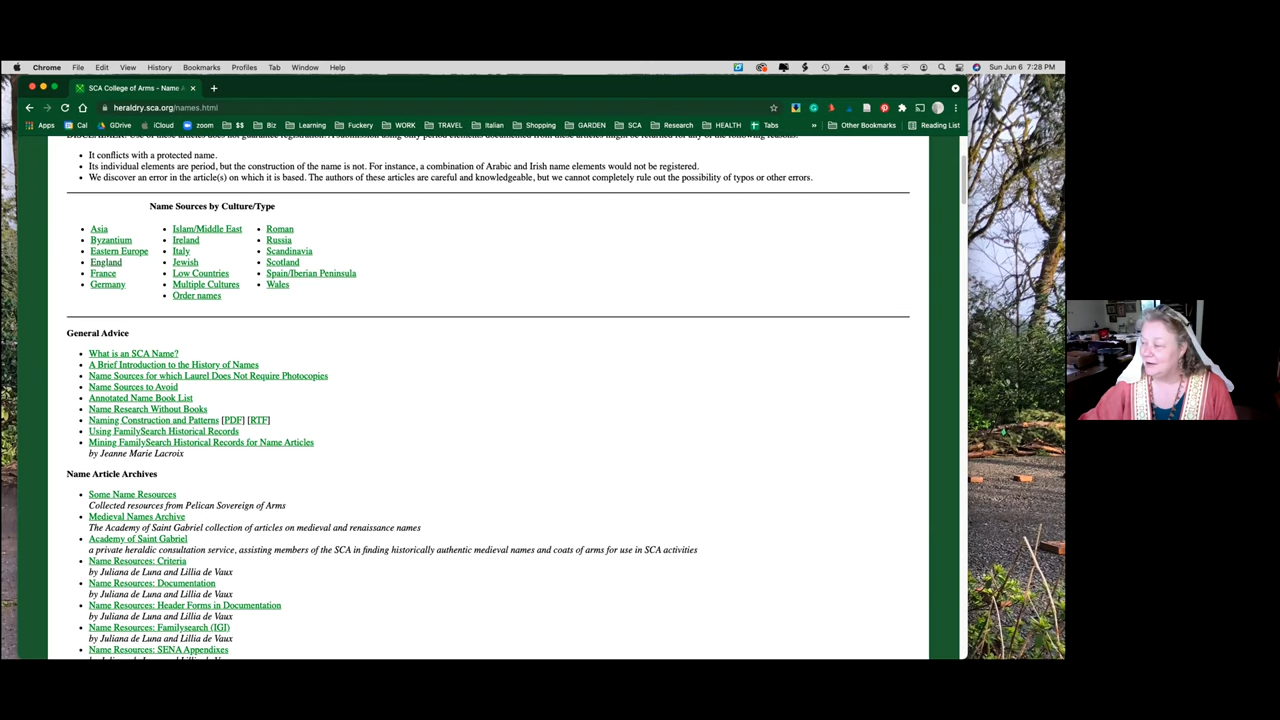 Chrome File Edit View History Bookmarks Profiles Tab Window Help Sun Jun 6 7:28 PM
SCA College of Arms - Name A
heraldry.sca.org/names.html
Apps Cal GDrive iCloud zoom $$ Biz Learning Fuckery WORK TRAVEL Italian Shopping GARDEN SCA Research HEALTH Tabs » Other Bookmarks Reading List
It conflicts with a protected name.
Its individual elements are period, but the construction of the name is not. For instance, a combination of Arabic and Irish name elements would not be registered.
We discover an error in the article(s) on which it is based. The authors of these articles are careful and knowledgeable, but we cannot completely rule out the possibility of typos or other errors.
Name Sources by Culture/Type
Asia
Byzantium
Eastern Europe
England
France
Germany
Islam/Middle East
Ireland
Italy
Jewish
Low Countries
Multiple Cultures
Order names
Roman
Russia
Scandinavia
Scotland
Spain/Iberian Peninsula
Wales
General Advice
What is an SCA Name?
A Brief Introduction to the History of Names
Name Sources for which Laurel Does Not Require Photocopies
Name Sources to Avoid
Annotated Name Book List
Name Research Without Books
Naming Construction and Patterns [PDF] [RTF]
Using FamilySearch Historical Records
Mining FamilySearch Historical Records for Name Articles
by Jeanne Marie Lacroix
Name Article Archives
Some Name Resources
Collected resources from Pelican Sovereign of Arms
Medieval Names Archive
The Academy of Saint Gabriel collection of articles on medieval and renaissance names
Academy of Saint Gabriel
a private heraldic consultation service, assisting members of the SCA in finding historically authentic medieval names and coats of arms for use in SCA activities
Name Resources: Criteria
by Juliana de Luna and Lillia de Vaux
Name Resources: Documentation
by Juliana de Luna and Lillia de Vaux
Name Resources: Header Forms in Documentation
by Juliana de Luna and Lillia de Vaux
Name Resources: Familysearch (IGI)
by Juliana de Luna and Lillia de Vaux
Name Resources: SENA Appendixes